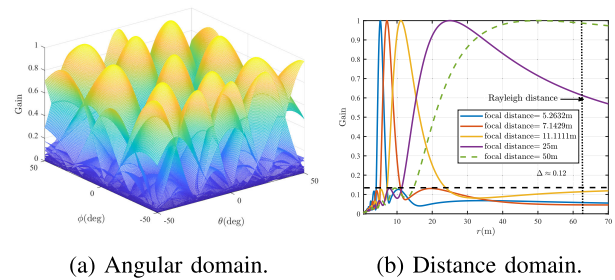 1
0.8
0.6
0.4
0.2
0
Gain
50
0
-50
ϕ(deg)
-50
0
50
θ(deg)
(a) Angular domain.
1
0.9
0.8
0.7
0.6
0.5
0.4
0.3
0.2
0.1
0
Gain
Rayleigh distance
focal distance= 5.2632m
focal distance= 7.1429m
focal distance= 11.1111m
focal distance= 25m
focal distance= 50m
Δ ≈ 0.12
10 20 30 40 50 60 70
r(m)
(b) Distance domain.